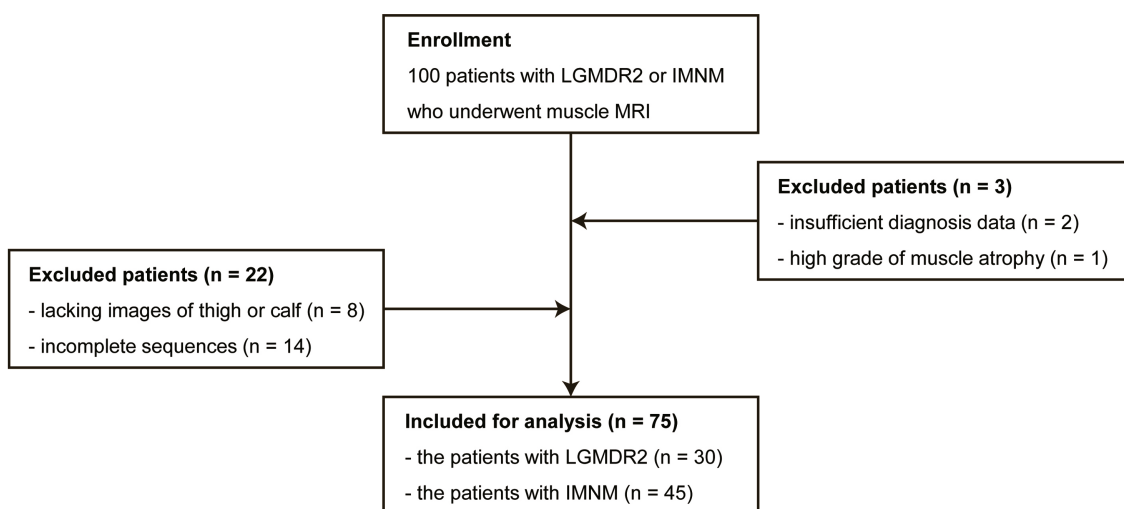 Enrollment
100 patients with LGMDR2 or IMNM
who underwent muscle MRI
Excluded patients (n = 3)
- insufficient diagnosis data (n = 2)
- high grade of muscle atrophy (n = 1)
Excluded patients (n = 22)
- lacking images of thigh or calf (n = 8)
- incomplete sequences (n = 14)
Included for analysis (n = 75)
- the patients with LGMDR2 (n = 30)
- the patients with IMNM (n = 45)